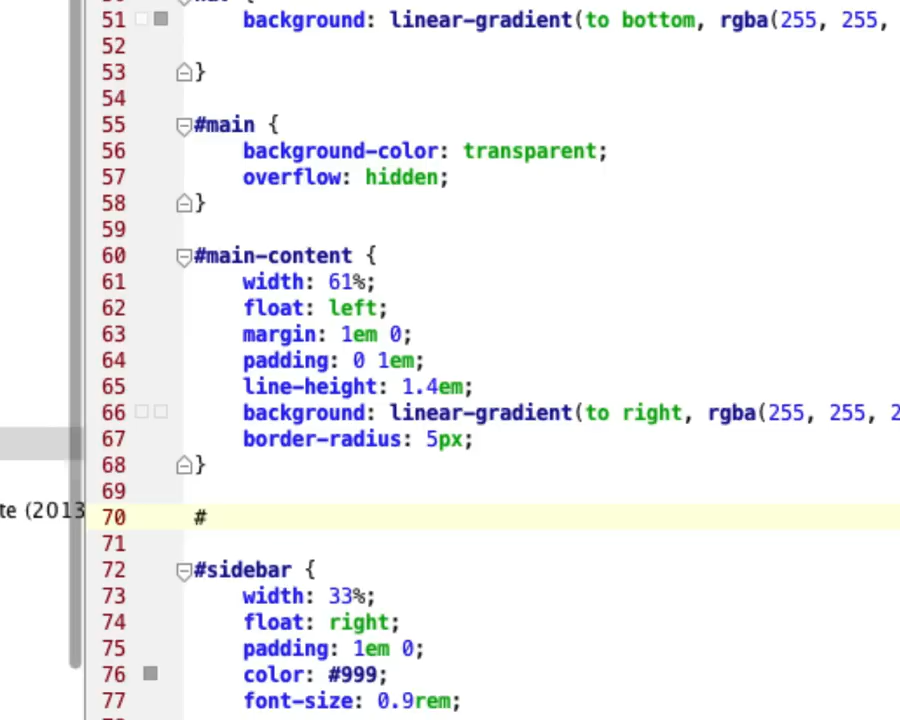 50
51 background: linear-gradient(to bottom, rgba(255, 255,
52
53 }
54
55 #main {
56 background-color: transparent;
57 overflow: hidden;
58 }
59
60 #main-content {
61 width: 61%;
62 float: left;
63 margin: 1em 0;
64 padding: 0 1em;
65 line-height: 1.4em;
66 background: linear-gradient(to right, rgba(255, 255, 2
67 border-radius: 5px;
68 }
69
te (2013
70 #
71
72 #sidebar {
73 width: 33%;
74 float: right;
75 padding: 1em 0;
76 color: #999;
77 font-size: 0.9rem;